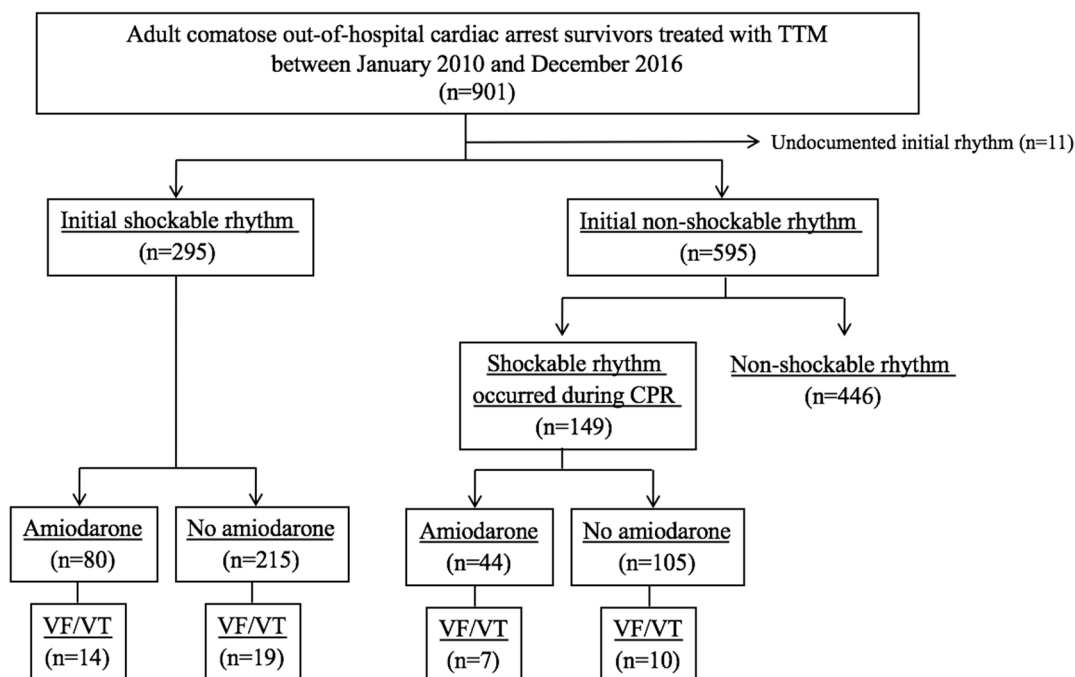 Adult comatose out-of-hospital cardiac arrest survivors treated with TTM
between January 2010 and December 2016
(n=901)
Undocumented initial rhythm (n=11)
Initial shockable rhythm
(n=295)
Initial non-shockable rhythm
(n=595)
Shockable rhythm
occurred during CPR
(n=149)
Non-shockable rhythm
(n=446)
Amiodarone
(n=80)
No amiodarone
(n=215)
Amiodarone
(n=44)
No amiodarone
(n=105)
VF/VT
(n=14)
VF/VT
(n=19)
VF/VT
(n=7)
VF/VT
(n=10)